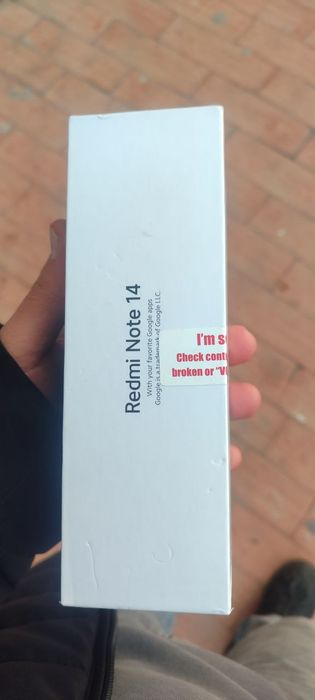 Redmi Note 14
With your favorite Google apps
Google is a trademark of Google LLC.
I'm s
Check cont
broken or "V